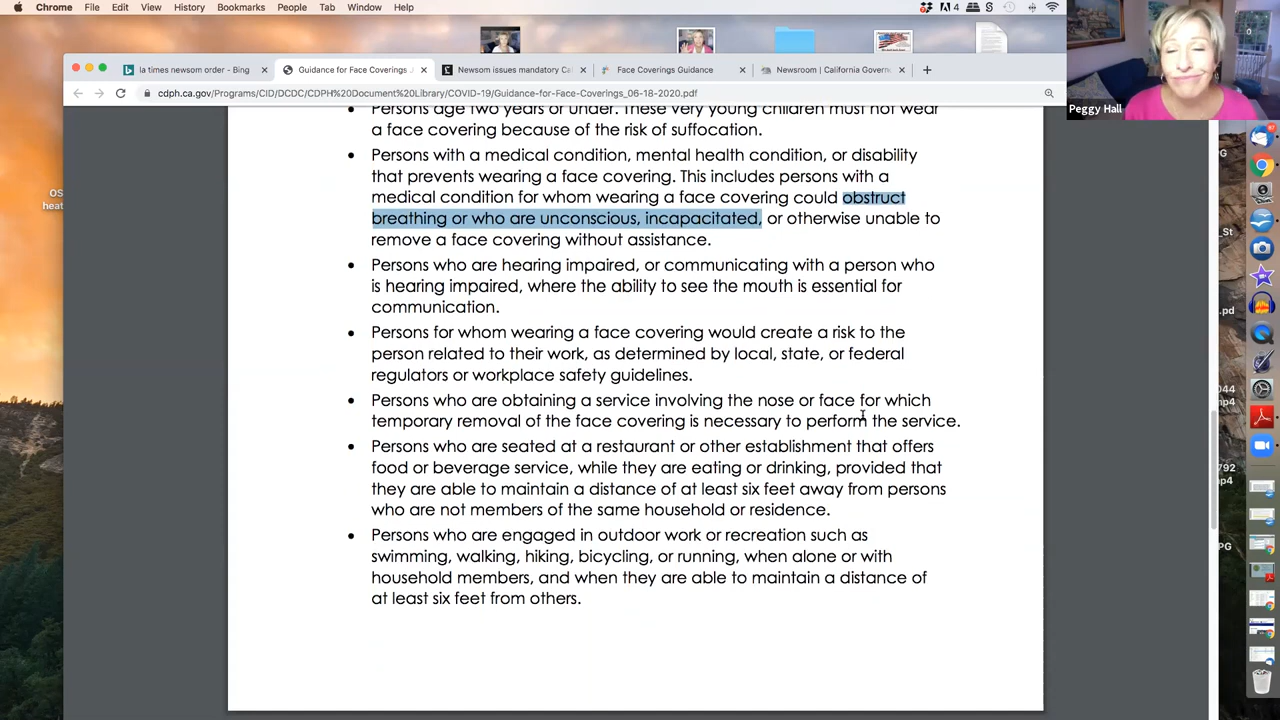 Chrome File Edit View History Bookmarks People Tab Window Help
4
Peggy Hall
la times newsom order - Bing
Guidance for Face Coverings
Newsom issues mandatory Cal
Face Coverings Guidance
Newsroom | California Govern
cdph.ca.gov/Programs/CID/DCDC/CDPH%20Document%20Library/COVID-19/Guidance-for-Face-Coverings_06-18-2020.pdf
Persons age two years or under. These very young children must not wear
a face covering because of the risk of suffocation.
• Persons with a medical condition, mental health condition, or disability
that prevents wearing a face covering. This includes persons with a
medical condition for whom wearing a face covering could obstruct
breathing or who are unconscious, incapacitated, or otherwise unable to
remove a face covering without assistance.
• Persons who are hearing impaired, or communicating with a person who
is hearing impaired, where the ability to see the mouth is essential for
communication.
• Persons for whom wearing a face covering would create a risk to the
person related to their work, as determined by local, state, or federal
regulators or workplace safety guidelines.
• Persons who are obtaining a service involving the nose or face for which
temporary removal of the face covering is necessary to perform the service.
• Persons who are seated at a restaurant or other establishment that offers
food or beverage service, while they are eating or drinking, provided that
they are able to maintain a distance of at least six feet away from persons
who are not members of the same household or residence.
• Persons who are engaged in outdoor work or recreation such as
swimming, walking, hiking, bicycling, or running, when alone or with
household members, and when they are able to maintain a distance of
at least six feet from others.
OS
heat
PG
_St
.pd
044
mp4
792
mp4
PG